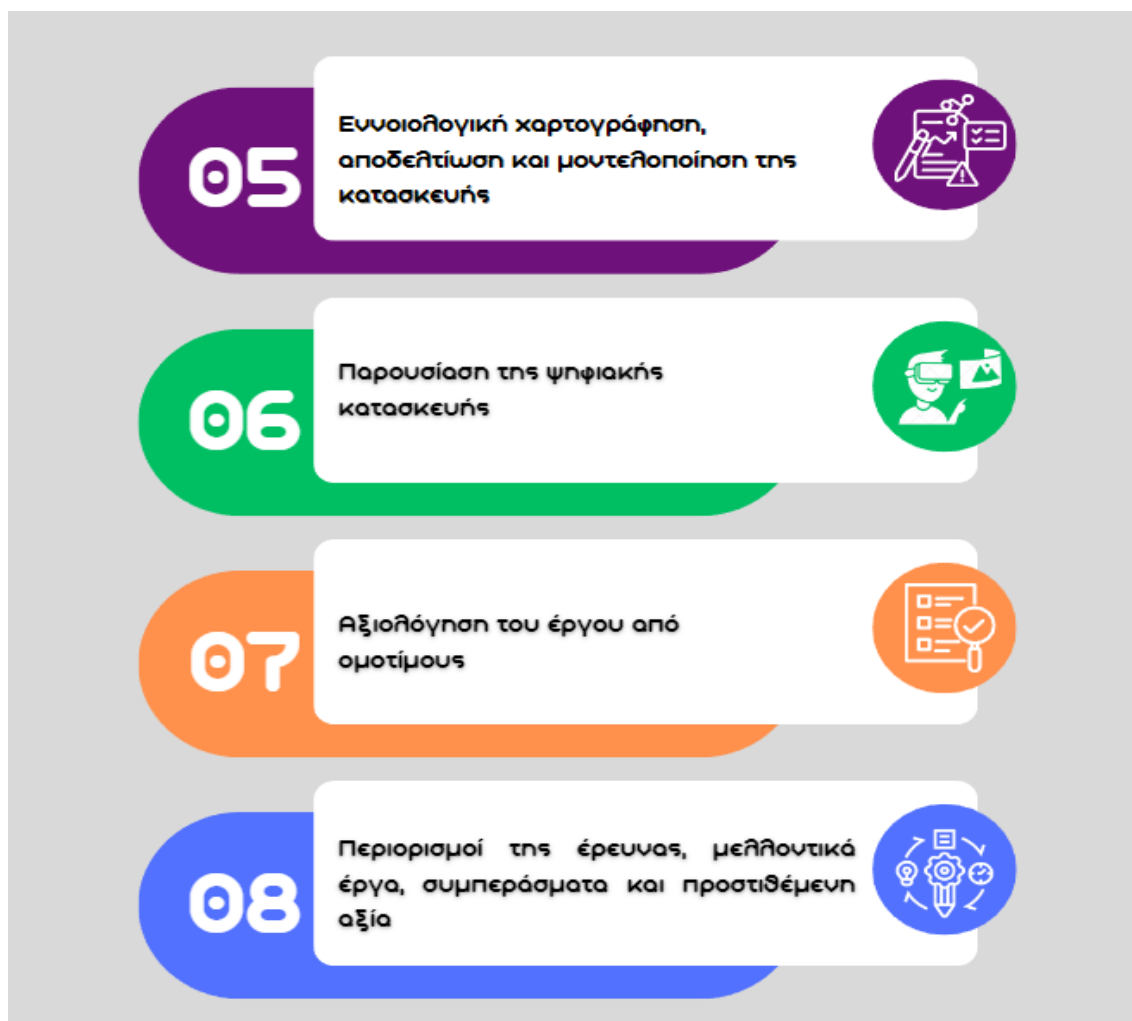 05
Εννοιολογική χαρτογράφηση,
αποδελτίωση και μοντελοποίηση της
κατασκευής
06
Παρουσίαση της ψηφιακής
κατασκευής
07
Αξιολόγηση του έργου από
ομοτίμους
08
Περιορισμοί της έρευνας, μελλοντικά
έργα, συμπεράσματα και προστιθέμενη
αξία